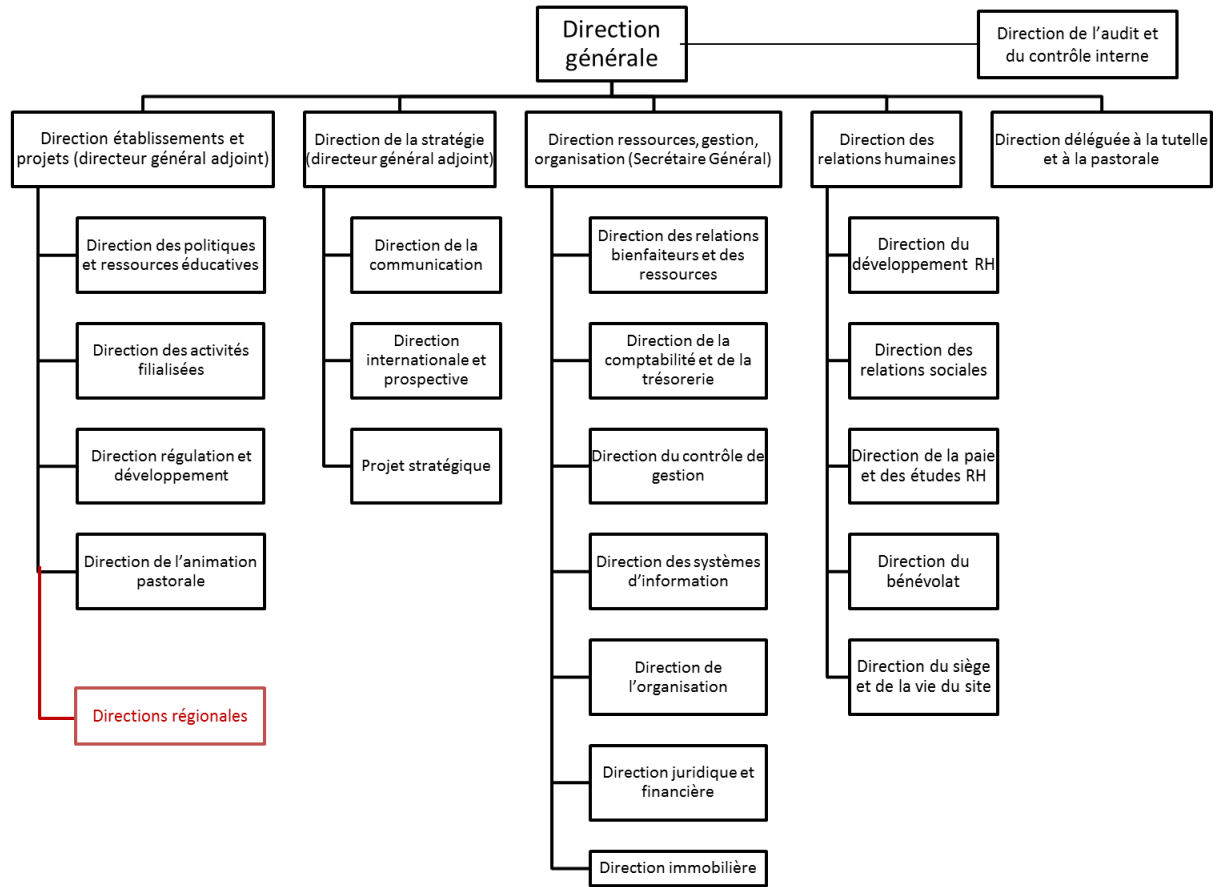 Direction
générale
Direction de l’audit et
du contrôle interne
Direction établissements et
projets (directeur général adjoint)
Direction de la stratégie
(directeur général adjoint)
Direction ressources, gestion,
organisation (Secrétaire Général)
Direction des
relations humaines
Direction déléguée à la tutelle
et à la pastorale
Direction des politiques
et ressources éducatives
Direction des activités
filialisées
Direction régulation et
développement
Direction de l’animation
pastorale
Directions régionales
Direction de la
communication
Direction
internationale et
prospective
Projet stratégique
Direction des relations
bienfaiteurs et des
ressources
Direction de la
comptabilité et de la
trésorerie
Direction du contrôle de
gestion
Direction des systèmes
d’information
Direction de
l’organisation
Direction juridique et
financière
Direction immobilière
Direction du
développement RH
Direction des
relations sociales
Direction de la paie
et des études RH
Direction du
bénévolat
Direction du siège
et de la vie du site